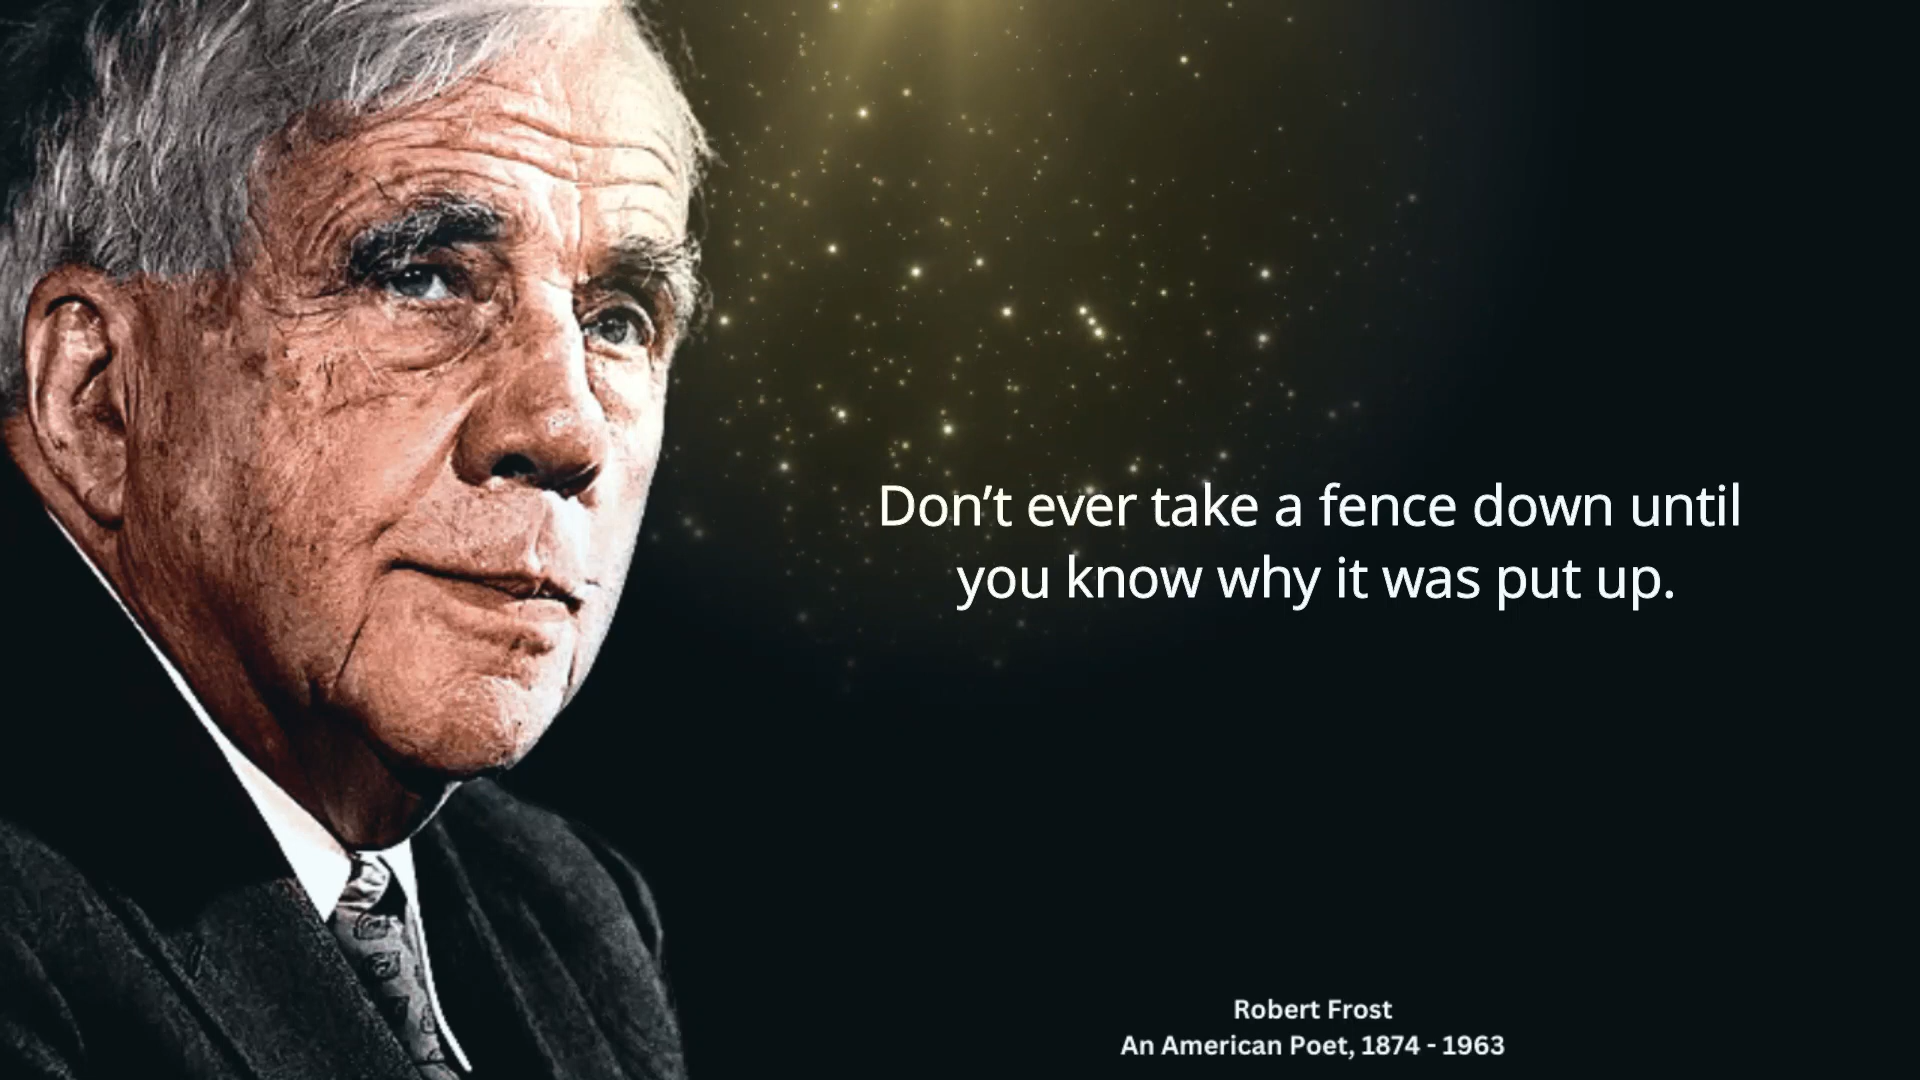 Don’t ever take a fence down until
you know why it was put up.
Robert Frost
An American Poet, 1874 - 1963